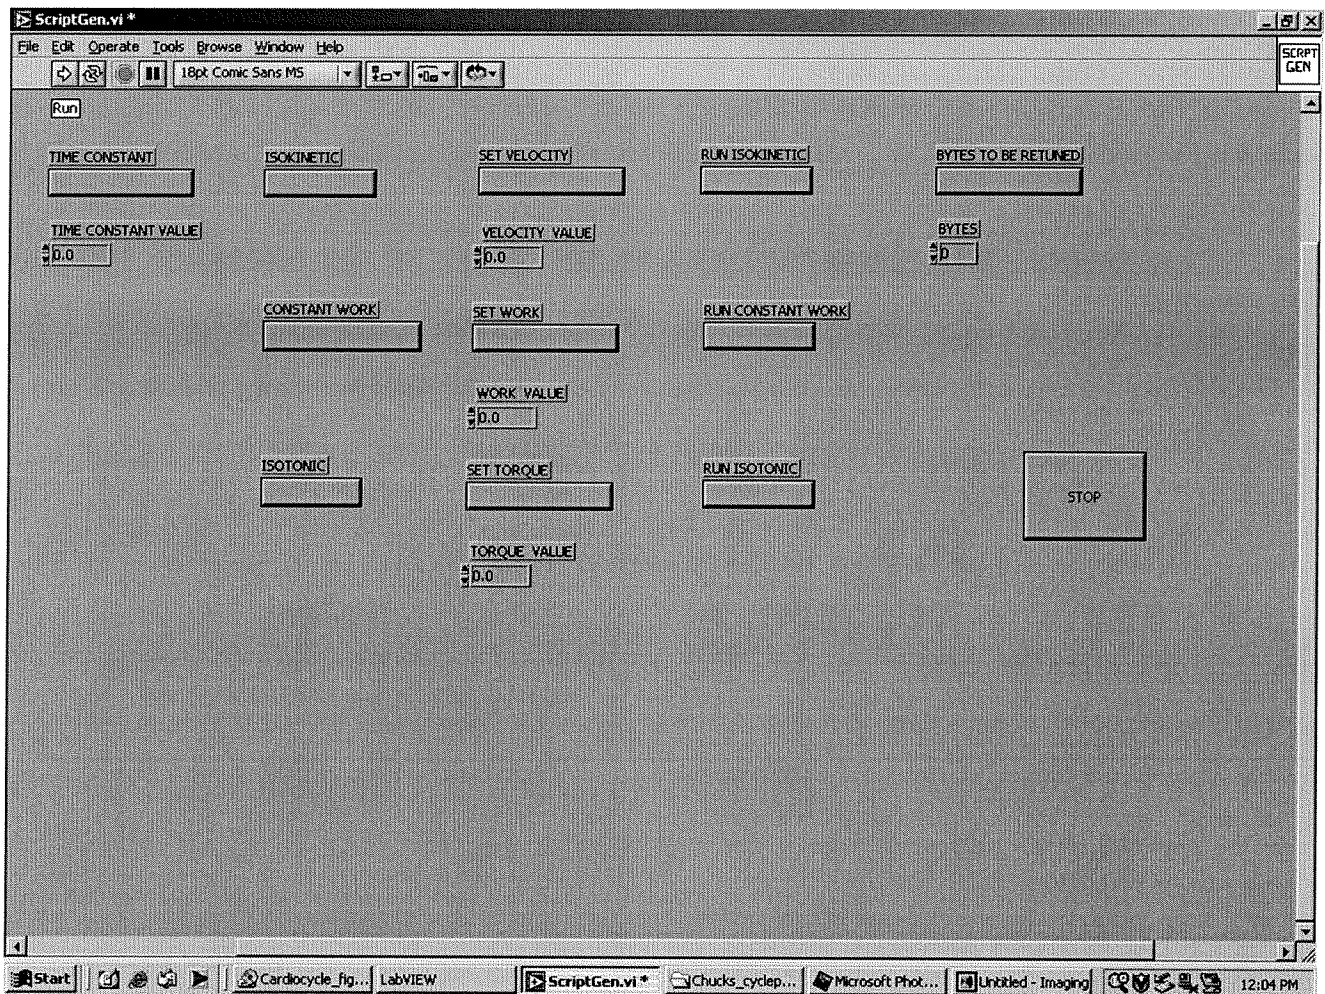 ScriptGen.vi *
File Edit Operate Tools Browse Window Help
18pt Comic Sans MS
SCRPT
GEN
Run
TIME CONSTANT
ISOKINETIC
SET VELOCITY
RUN ISOKINETIC
BYTES TO BE RETUNED
TIME CONSTANT VALUE
0.0
VELOCITY VALUE
0.0
BYTES
0
CONSTANT WORK
SET WORK
RUN CONSTANT WORK
WORK VALUE
0.0
ISOTONIC
SET TORQUE
RUN ISOTONIC
STOP
TORQUE VALUE
0.0
Start Cardiocycle_fig... LabVIEW ScriptGen.vi * Chucks_cyclep... Microsoft Phot... Untitled - Imaging 12:04 PM